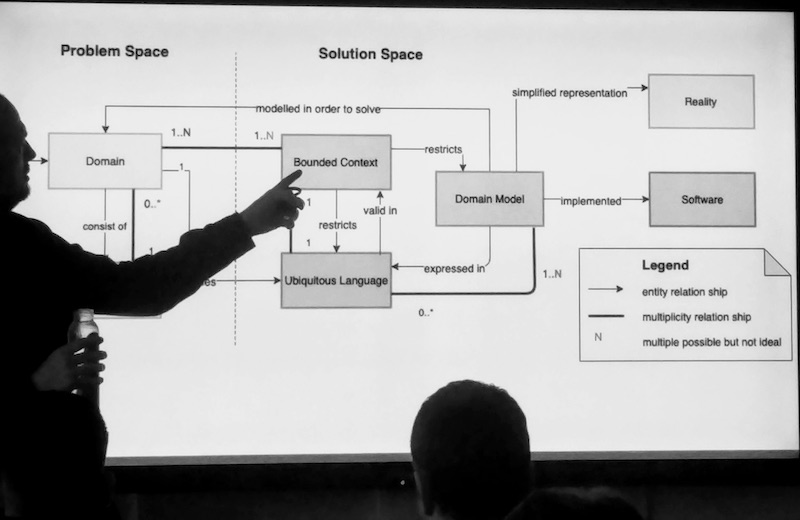 Problem Space
Solution Space
modelled in order to solve
simplified representation
Reality
1..N
1..N
Domain
Bounded Context
restricts
1
Domain Model
implemented
Software
0..*
consist of
1
restricts
valid in
1
1
Ubiquitous Language
expressed in
1..N
0..*
Legend
entity relation ship
multiplicity relation ship
N
multiple possible but not ideal